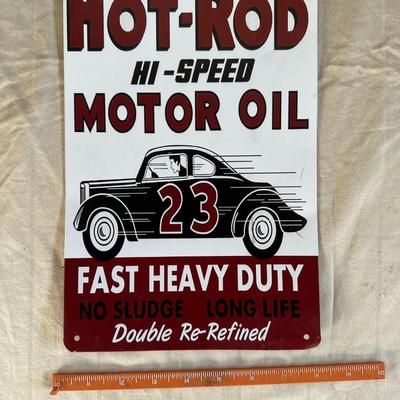 HOT-ROD
HI-SPEED
MOTOR OIL
23
FAST HEAVY DUTY
NO SLUDGE LONG LIFE
Double Re-Refined